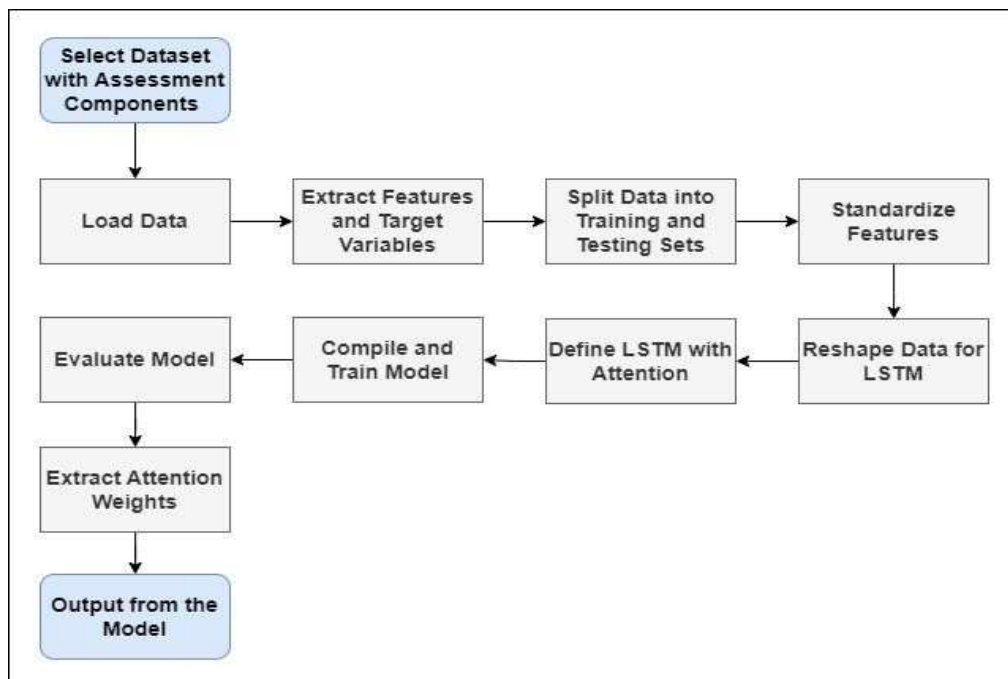 Select Dataset
with Assessment
Components
Load Data
Extract Features
and Target
Variables
Split Data into
Training and
Testing Sets
Standardize
Features
Reshape Data for
LSTM
Define LSTM with
Attention
Compile and
Train Model
Evaluate Model
Extract Attention
Weights
Output from the
Model